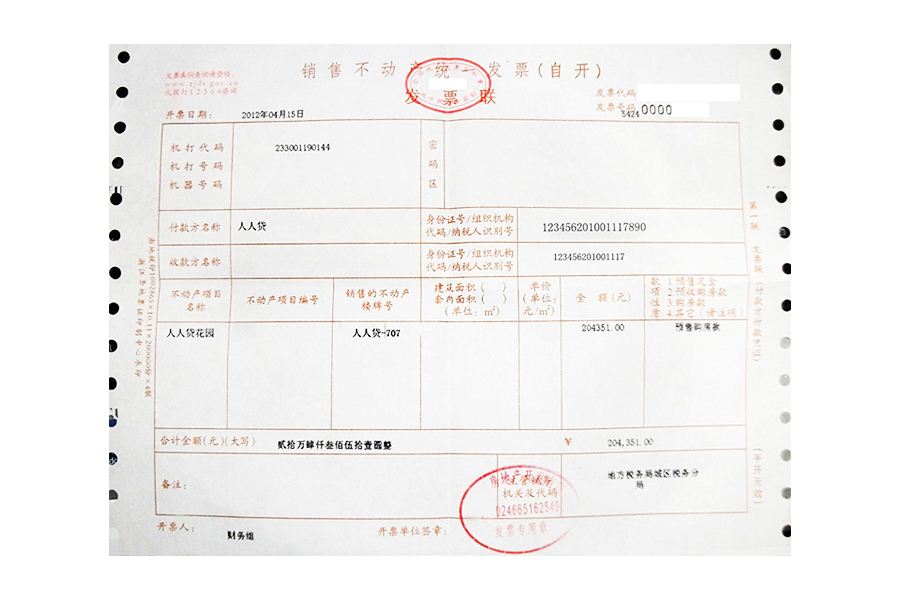 发票真伪查询请登陆:
www.zjds.gov.cn
或拨打12366咨询
销售不动产统一发票(自开)
发票联
发票代码
发票号码
5424 0000
开票日期: 2012年04月15日
机打代码 233001190144
机打号码
机器号码
密码区
付款方名称 人人贷 身份证号/组织机构代码/纳税人识别号 123456201001117890
收款方名称 身份证号/组织机构代码/纳税人识别号 123456201001117
不动产项目名称 不动产项目编号 销售的不动产楼牌号 建筑面积( ) 套内面积( ) (单位: m²) 单价(单位:元/m²) 金 额(元) 款项性质 1.预售定金 2.预收购房款 3.购房款 4.其它(请注明)
人人贷花园 人人贷-707 204351.00 预售购房款
合计金额(元)(大写) 贰拾万肆仟叁佰伍拾壹圆整 ¥ 204,351.00
备注:
机关及代码
发票专用章
地方税务局城区税务分局
开票人: 财务组 开票单位签章:
第一联 发票联 (付款方付款凭证)
(手开无效)